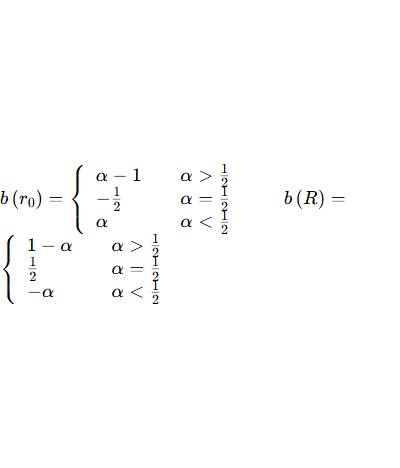 b(r₀) = { α − 1   α > 1/2
−1/2   α = 1/2
α   α < 1/2   b(R) =
{ 1 − α   α > 1/2
1/2   α = 1/2
−α   α < 1/2